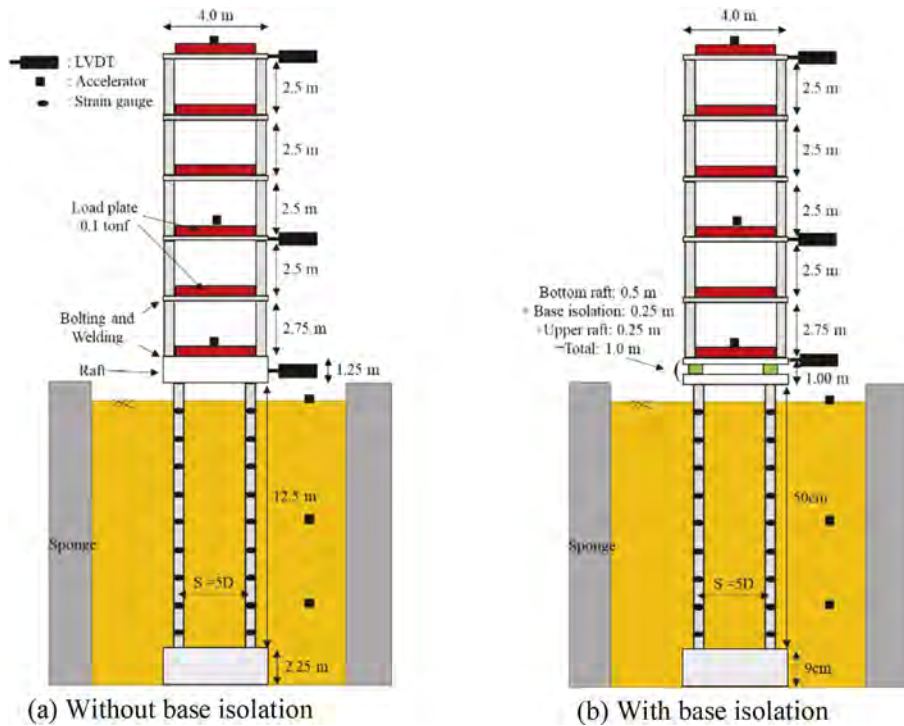 4.0 m
: LVDT
: Accelerator
: Strain gauge
2.5 m
2.5 m
2.5 m
2.5 m
2.75 m
1.25 m
Load plate
0.1 tonf
Bolting and
Welding
Raft
12.5 m
Sponge
S =5D
2.25 m
(a) Without base isolation
4.0 m
2.5 m
2.5 m
2.5 m
2.5 m
2.75 m
1.00 m
Bottom raft: 0.5 m
+ Base isolation: 0.25 m
+Upper raft: 0.25 m
=Total: 1.0 m
50cm
Sponge
S =5D
9cm
(b) With base isolation